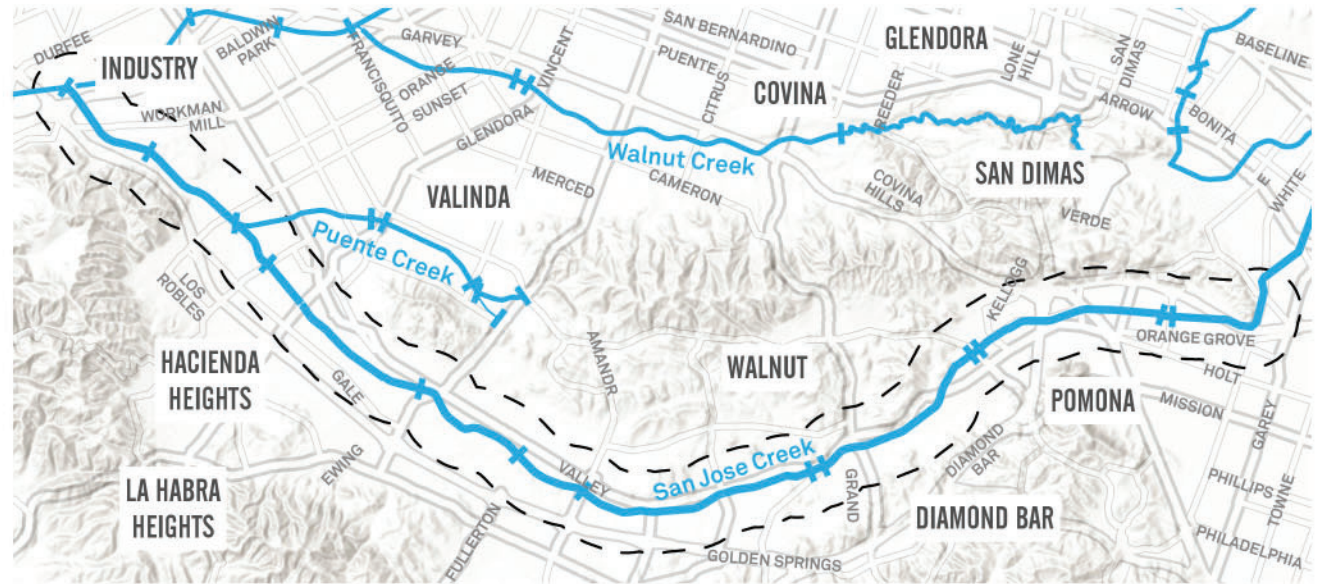 DURFEE
INDUSTRY
BALDWIN
PARK
FRANCISQUITO
GARVEY
ORANGE
SUNSET
GLENDORA
VINCENT
SAN BERNARDINO
PUENTE
CITRUS
COVINA
GLENDORA
REEDER
LONE
HILL
SAN
DIMAS
ARROW
BASELINE
BONITA
E
WHITE
WORKMAN
MILL
Walnut Creek
MERCED
CAMERON
COVINA
HILLS
SAN DIMAS
VERDE
VALINDA
Puente Creek
LOS
ROBLES
KELLOGG
ORANGE GROVE
HACIENDA
HEIGHTS
GALE
AMANDR
WALNUT
POMONA
HOLT
MISSION
GAREY
EWING
VALLEY
San Jose Creek
GRAND
DIAMOND
BAR
LA HABRA
HEIGHTS
FULLERTON
GOLDEN SPRINGS
DIAMOND BAR
PHILLIPS
TOWNE
PHILADELPHIA